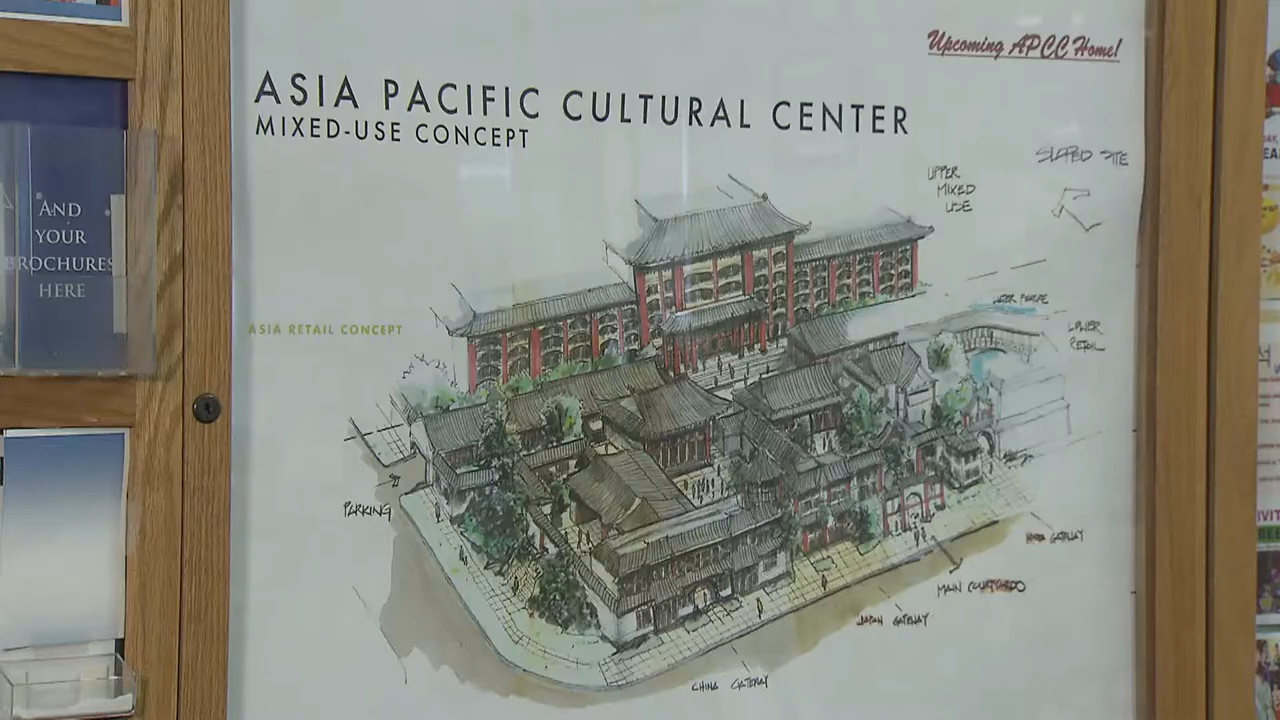 Upcoming APCC Home!
ASIA PACIFIC CULTURAL CENTER
MIXED-USE CONCEPT
SLOPED SITE
UPPER
MIXED
USE
AND
YOUR
BROCHURES
HERE
ASIA RETAIL CONCEPT
LOWER
RETAIL
PARKING
GATEWAY
MAIN COURTYARD
JAPAN GATEWAY
CHINA GATEWAY